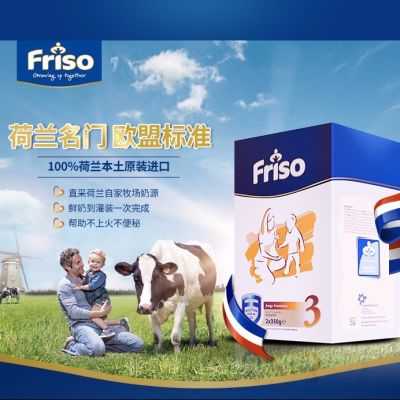 Friso
Growing up together
荷兰名门 欧盟标准
100%荷兰本土原装进口
直采荷兰自家牧场奶源
鲜奶到灌装一次完成
帮助不上火不便秘
Friso
3
2x350g℮